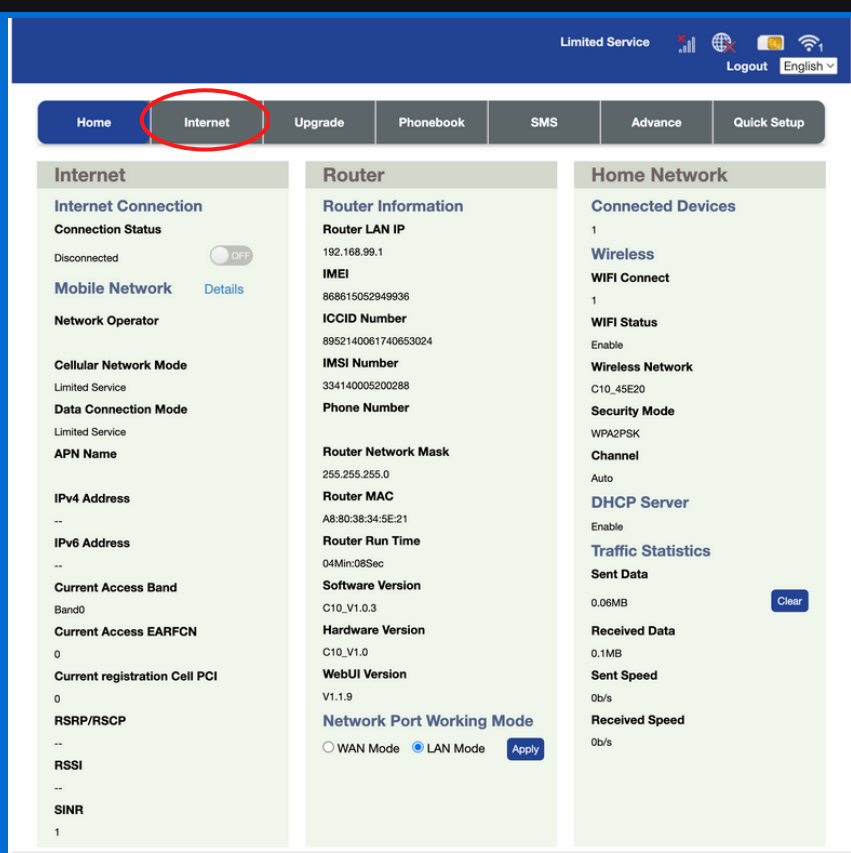 Limited Service
1
Logout English
Home Internet Upgrade Phonebook SMS Advance Quick Setup
Internet
Internet Connection
Connection Status
Disconnected OFF
Mobile Network Details
Network Operator
Cellular Network Mode
Limited Service
Data Connection Mode
Limited Service
APN Name
IPv4 Address
--
IPv6 Address
--
Current Access Band
Band0
Current Access EARFCN
0
Current registration Cell PCI
0
RSRP/RSCP
--
RSSI
--
SINR
1
Router
Router Information
Router LAN IP
192.168.99.1
IMEI
868615052949936
ICCID Number
8952140061740653024
IMSI Number
334140005200288
Phone Number
Router Network Mask
255.255.255.0
Router MAC
A8:80:38:34:5E:21
Router Run Time
04Min:08Sec
Software Version
C10_V1.0.3
Hardware Version
C10_V1.0
WebUI Version
V1.1.9
Network Port Working Mode
WAN Mode LAN Mode Apply
Home Network
Connected Devices
1
Wireless
WIFI Connect
1
WIFI Status
Enable
Wireless Network
C10_45E20
Security Mode
WPA2PSK
Channel
Auto
DHCP Server
Enable
Traffic Statistics
Sent Data
0.06MB Clear
Received Data
0.1MB
Sent Speed
0b/s
Received Speed
0b/s